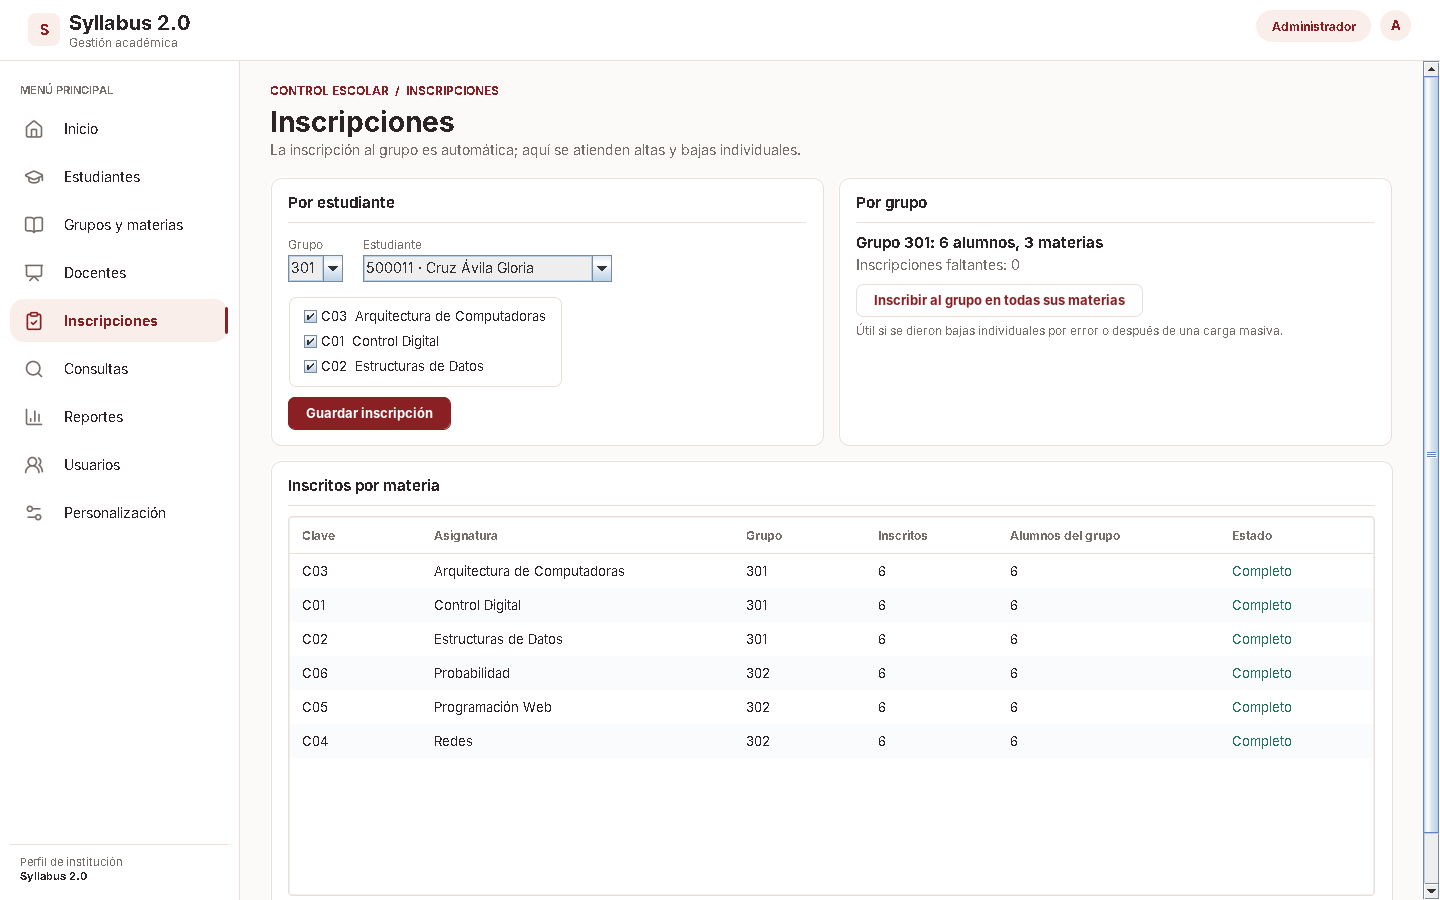 S
Syllabus 2.0
Gestión académica
Administrador
A
MENÚ PRINCIPAL
Inicio
Estudiantes
Grupos y materias
Docentes
Inscripciones
Consultas
Reportes
Usuarios
Personalización
Perfil de institución
Syllabus 2.0
CONTROL ESCOLAR / INSCRIPCIONES
Inscripciones
La inscripción al grupo es automática; aquí se atienden altas y bajas individuales.
Por estudiante
Grupo Estudiante
301 500011 · Cruz Ávila Gloria
C03 Arquitectura de Computadoras
C01 Control Digital
C02 Estructuras de Datos
Guardar inscripción
Por grupo
Grupo 301: 6 alumnos, 3 materias
Inscripciones faltantes: 0
Inscribir al grupo en todas sus materias
Útil si se dieron bajas individuales por error o después de una carga masiva.
Inscritos por materia
Clave Asignatura Grupo Inscritos Alumnos del grupo Estado
C03 Arquitectura de Computadoras 301 6 6 Completo
C01 Control Digital 301 6 6 Completo
C02 Estructuras de Datos 301 6 6 Completo
C06 Probabilidad 302 6 6 Completo
C05 Programación Web 302 6 6 Completo
C04 Redes 302 6 6 Completo